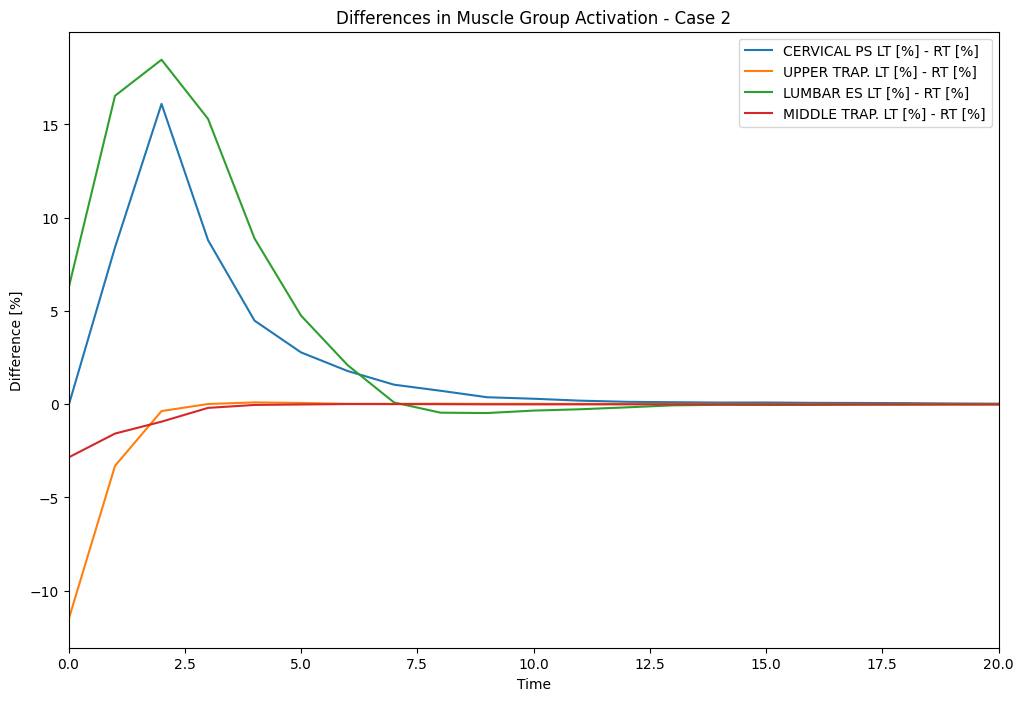 Differences in Muscle Group Activation - Case 2
CERVICAL PS LT [%] - RT [%]
UPPER TRAP. LT [%] - RT [%]
LUMBAR ES LT [%] - RT [%]
MIDDLE TRAP. LT [%] - RT [%]
Difference [%]
15
10
5
0
−5
−10
0.0 2.5 5.0 7.5 10.0 12.5 15.0 17.5 20.0
Time